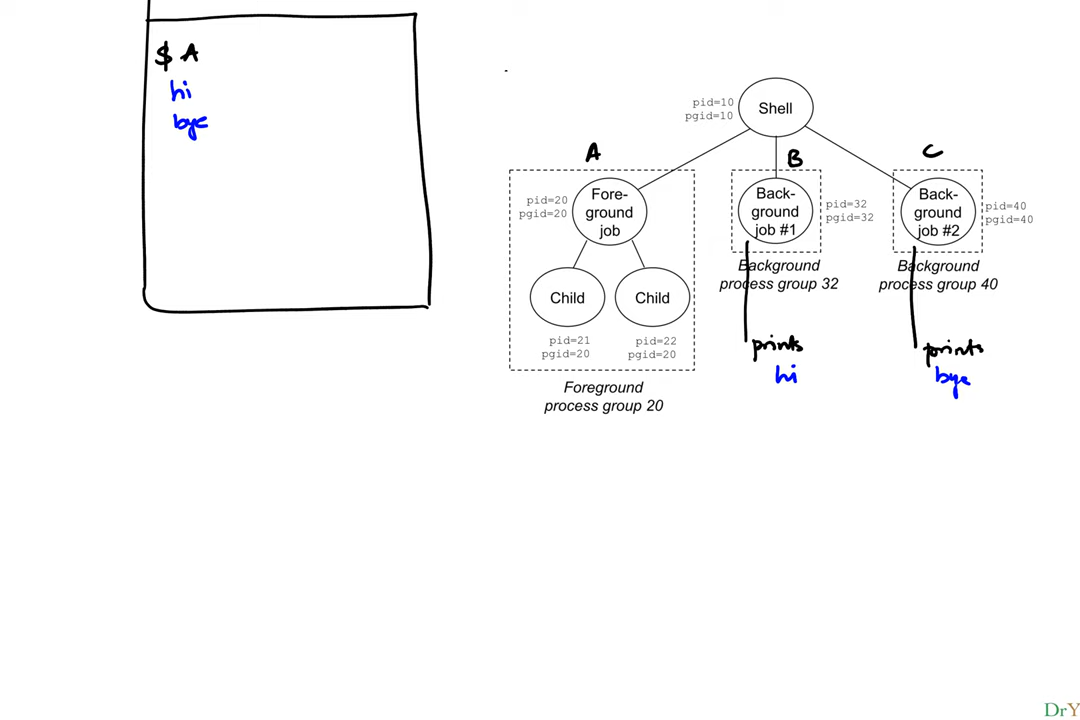 $ A
hi
bye
Shell
pid=10
pgid=10
A
B
C
Fore-
ground
job
pid=20
pgid=20
Back-
ground
job #1
pid=32
pgid=32
Back-
ground
job #2
pid=40
pgid=40
Child
Child
pid=21
pgid=20
pid=22
pgid=20
Background
process group 32
Background
process group 40
Foreground
process group 20
prints
hi
prints
bye
DrY